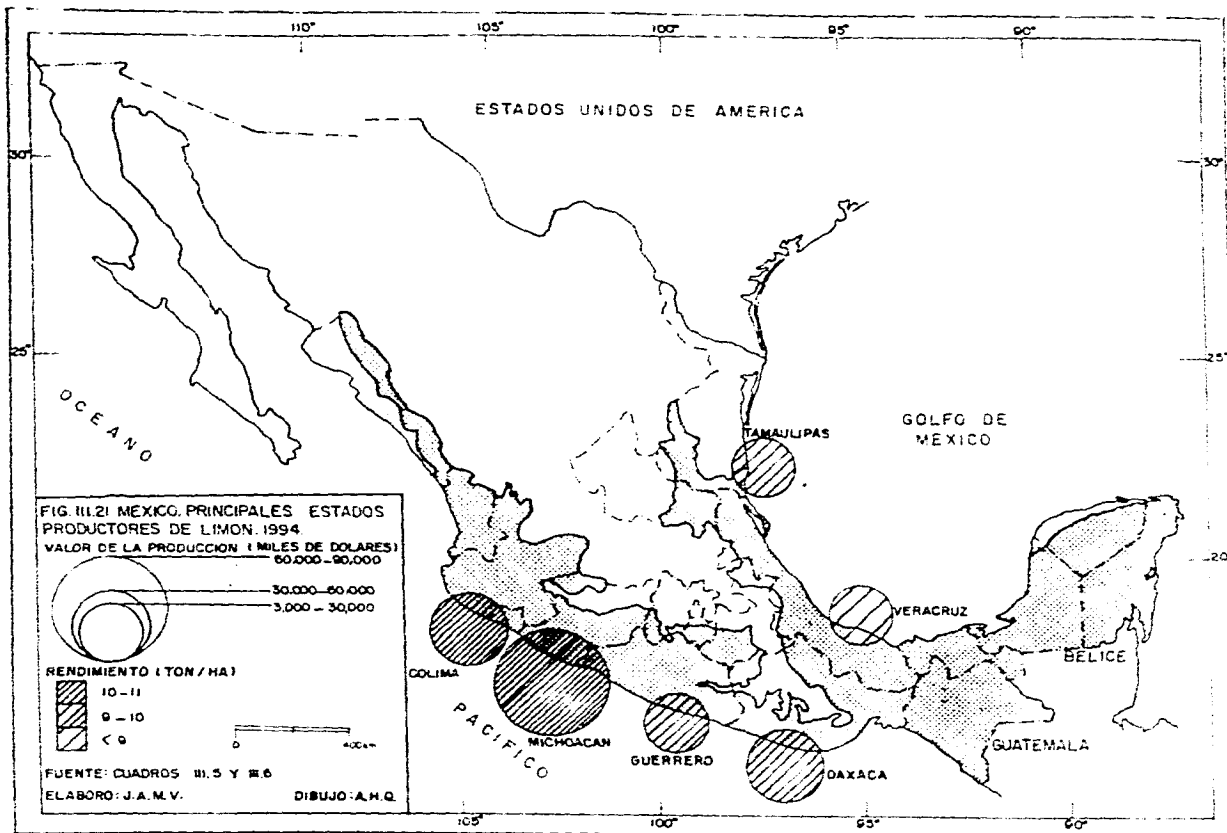 110°
105°
100°
95°
90°
ESTADOS UNIDOS DE AMERICA
30°
30°
25°
25°
OCEANO
GOLFO DE
MEXICO
TAMAULIPAS
FIG. III.21 MEXICO. PRINCIPALES ESTADOS
PRODUCTORES DE LIMON. 1994.
VALOR DE LA PRODUCCION (MILES DE DOLARES)
60,000-90,000
30,000-60,000
3,000-30,000
RENDIMIENTO (TON/HA)
10-11
9-10
<9
0 400km
FUENTE: CUADROS III.5 Y III.6
ELABORO: J.A.M.V. DIBUJO: A.H.Q.
20
VERACRUZ
BELICE
COLIMA
PACIFICO
MICHOACAN
GUERRERO
OAXACA
GUATEMALA
105°
100°
95°
90°